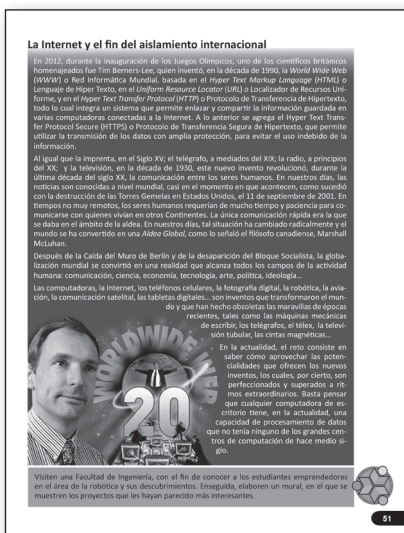 La Internet y el fin del aislamiento internacional
En 2012, durante la inauguración de los Juegos Olímpicos, uno de los científicos británicos
homenajeados fue Tim Berners-Lee, quien inventó, en la década de 1990, la World Wide Web
(WWW) o Red Informática Mundial, basada en el Hyper Text Markup Language (HTML) o
Lenguaje de Hiper Texto, en el Uniform Resource Locator (URL) o Localizador de Recursos Uni-
forme, y en el Hyper Text Transfer Protocol (HTTP) o Protocolo de Transferencia de Hipertexto,
todo lo cual integra un sistema que permite enlazar y compartir la información guardada en
varias computadoras conectadas a la Internet. A lo anterior se agrega el Hyper Text Trans-
fer Protocol Secure (HTTPS) o Protocolo de Transferencia Segura de Hipertexto, que permite
utilizar la transmisión de los datos con amplia protección, para evitar el uso indebido de la
información.
Al igual que la imprenta, en el Siglo XV; el telégrafo, a mediados del XIX; la radio, a principios
del XX; y la televisión, en la década de 1930, este nuevo invento revolucionó, durante la
última década del siglo XX, la comunicación entre los seres humanos. En nuestros días, las
noticias son conocidas a nivel mundial, casi en el momento en que acontecen, como sucedió
con la destrucción de las Torres Gemelas en Estados Unidos, el 11 de septiembre de 2001. En
tiempos no muy remotos, los seres humanos requerían de mucho tiempo y paciencia para co-
municarse con quienes vivían en otros Continentes. La única comunicación rápida era la que
se daba en el ámbito de la aldea. En nuestros días, tal situación ha cambiado radicalmente y el
mundo se ha convertido en una Aldea Global, como lo señaló el filósofo canadiense, Marshall
McLuhan.
Después de la Caída del Muro de Berlín y de la desaparición del Bloque Socialista, la globa-
lización mundial se convirtió en una realidad que alcanza todos los campos de la actividad
humana: comunicación, ciencia, economía, tecnología, arte, política, ideología...
Las computadoras, la Internet, los teléfonos celulares, la fotografía digital, la robótica, la avia-
ción, la comunicación satelital, las tabletas digitales... son inventos que transformaron el mun-
do y que han hecho obsoletas las maravillas de épocas
recientes, tales como las máquinas mecánicas
de escribir, los telégrafos, el télex, la televi-
sión tubular, las cintas magnéticas...
En la actualidad, el reto consiste en
saber cómo aprovechar las poten-
cialidades que ofrecen los nuevos
inventos, los cuales, por cierto, son
perfeccionados y superados a rit-
mos extraordinarios. Basta pensar
que cualquier computadora de es-
critorio tiene, en la actualidad, una
capacidad de procesamiento de datos
que no tenía ninguno de los grandes cen-
tros de computación de hace medio si-
glo.
WORLDWIDE WEB
20
Visiten una Facultad de Ingeniería, con el fin de conocer a los estudiantes emprendedores
en el área de la robótica y sus descubrimientos. Enseguida, elaboren un mural, en el que se
muestren los proyectos que les hayan parecido más interesantes.
51